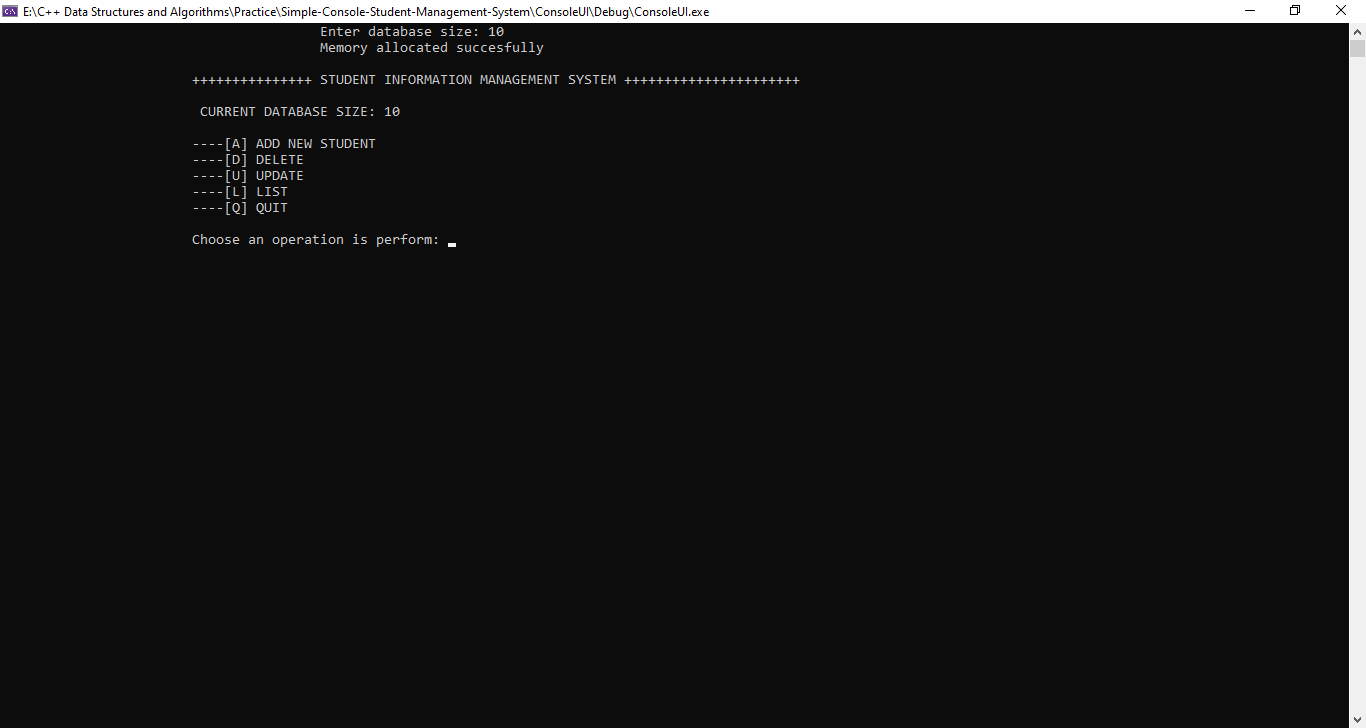 E:\C++ Data Structures and Algorithms\Practice\Simple-Console-Student-Management-System\ConsoleUI\Debug\ConsoleUI.exe
Enter database size: 10
Memory allocated succesfully
+++++++++++++++ STUDENT INFORMATION MANAGEMENT SYSTEM ++++++++++++++++++++++
CURRENT DATABASE SIZE: 10
----[A] ADD NEW STUDENT
----[D] DELETE
----[U] UPDATE
----[L] LIST
----[Q] QUIT
Choose an operation is perform: